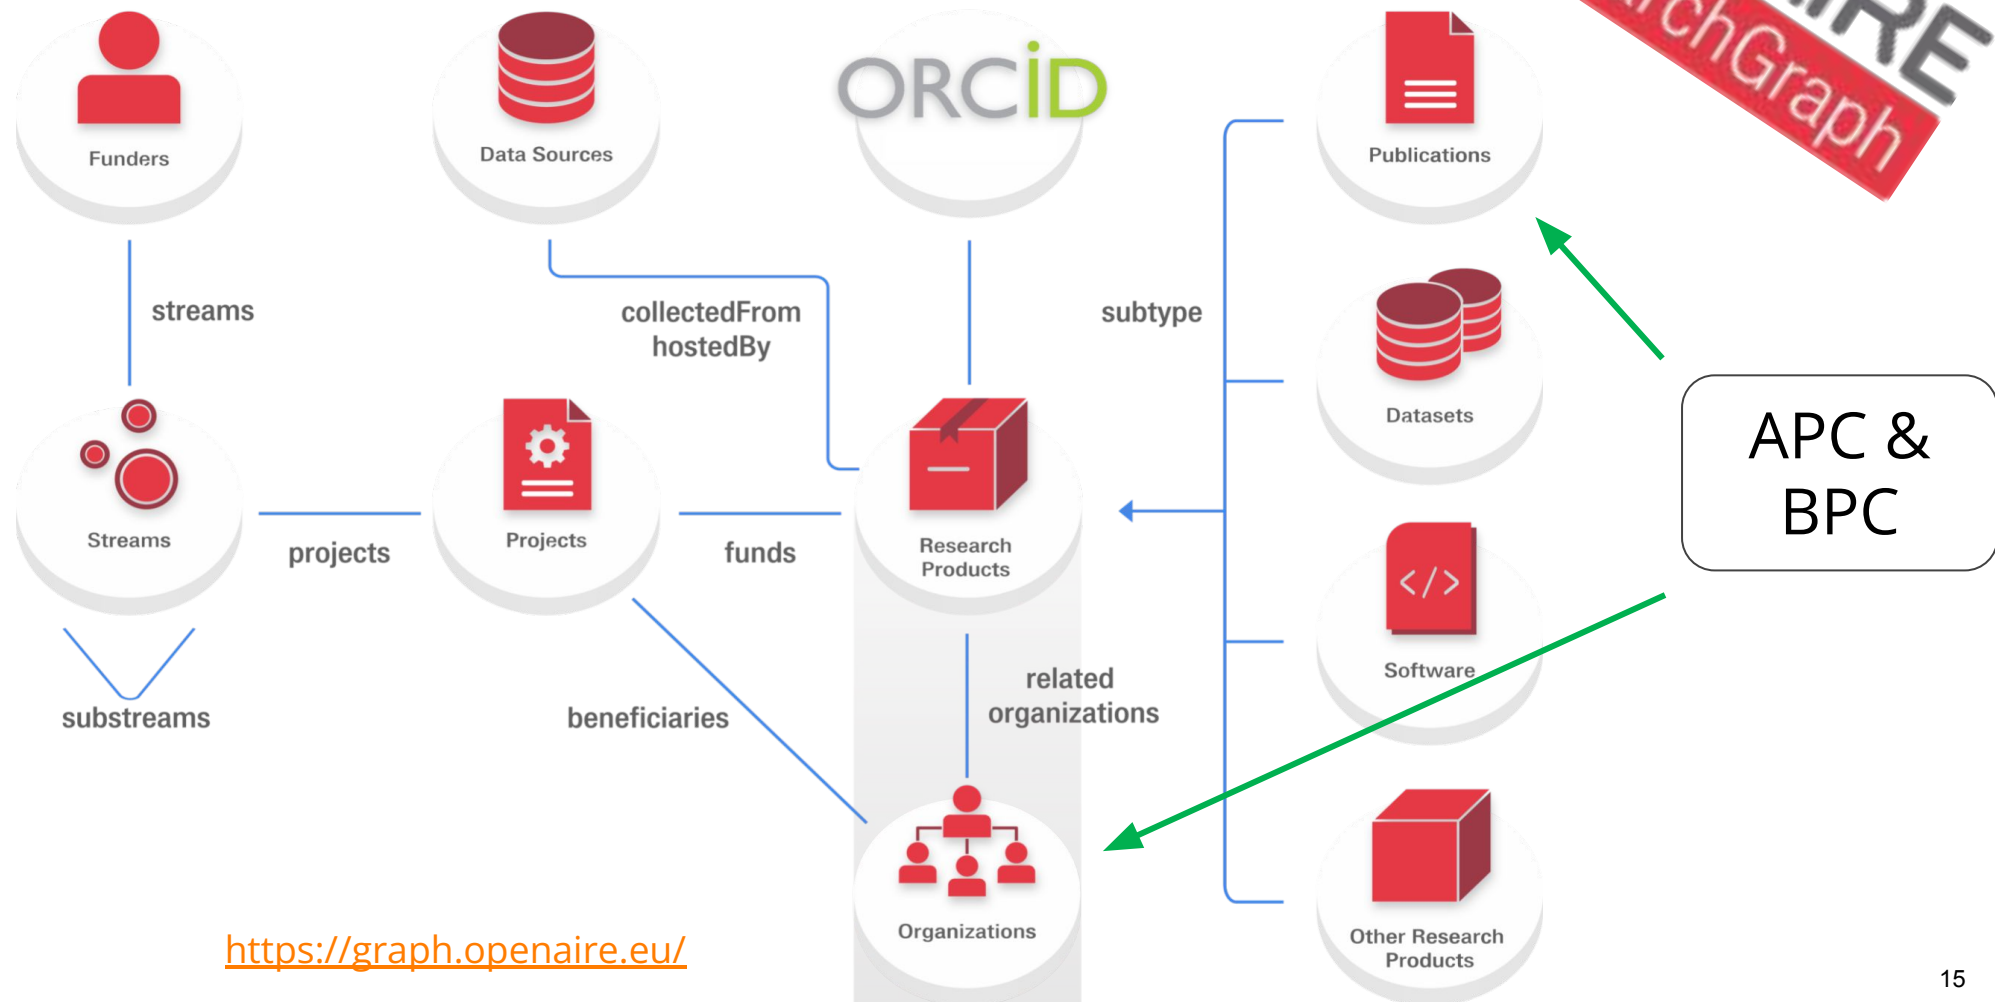 ORCiD
Funders
Data Sources
Publications
streams
collectedFrom
hostedBy
subtype
Datasets
APC &
BPC
Streams
projects
Projects
funds
Research
Products
</>
Software
substreams
beneficiaries
related
organizations
Organizations
Other Research
Products
https://graph.openaire.eu/
15